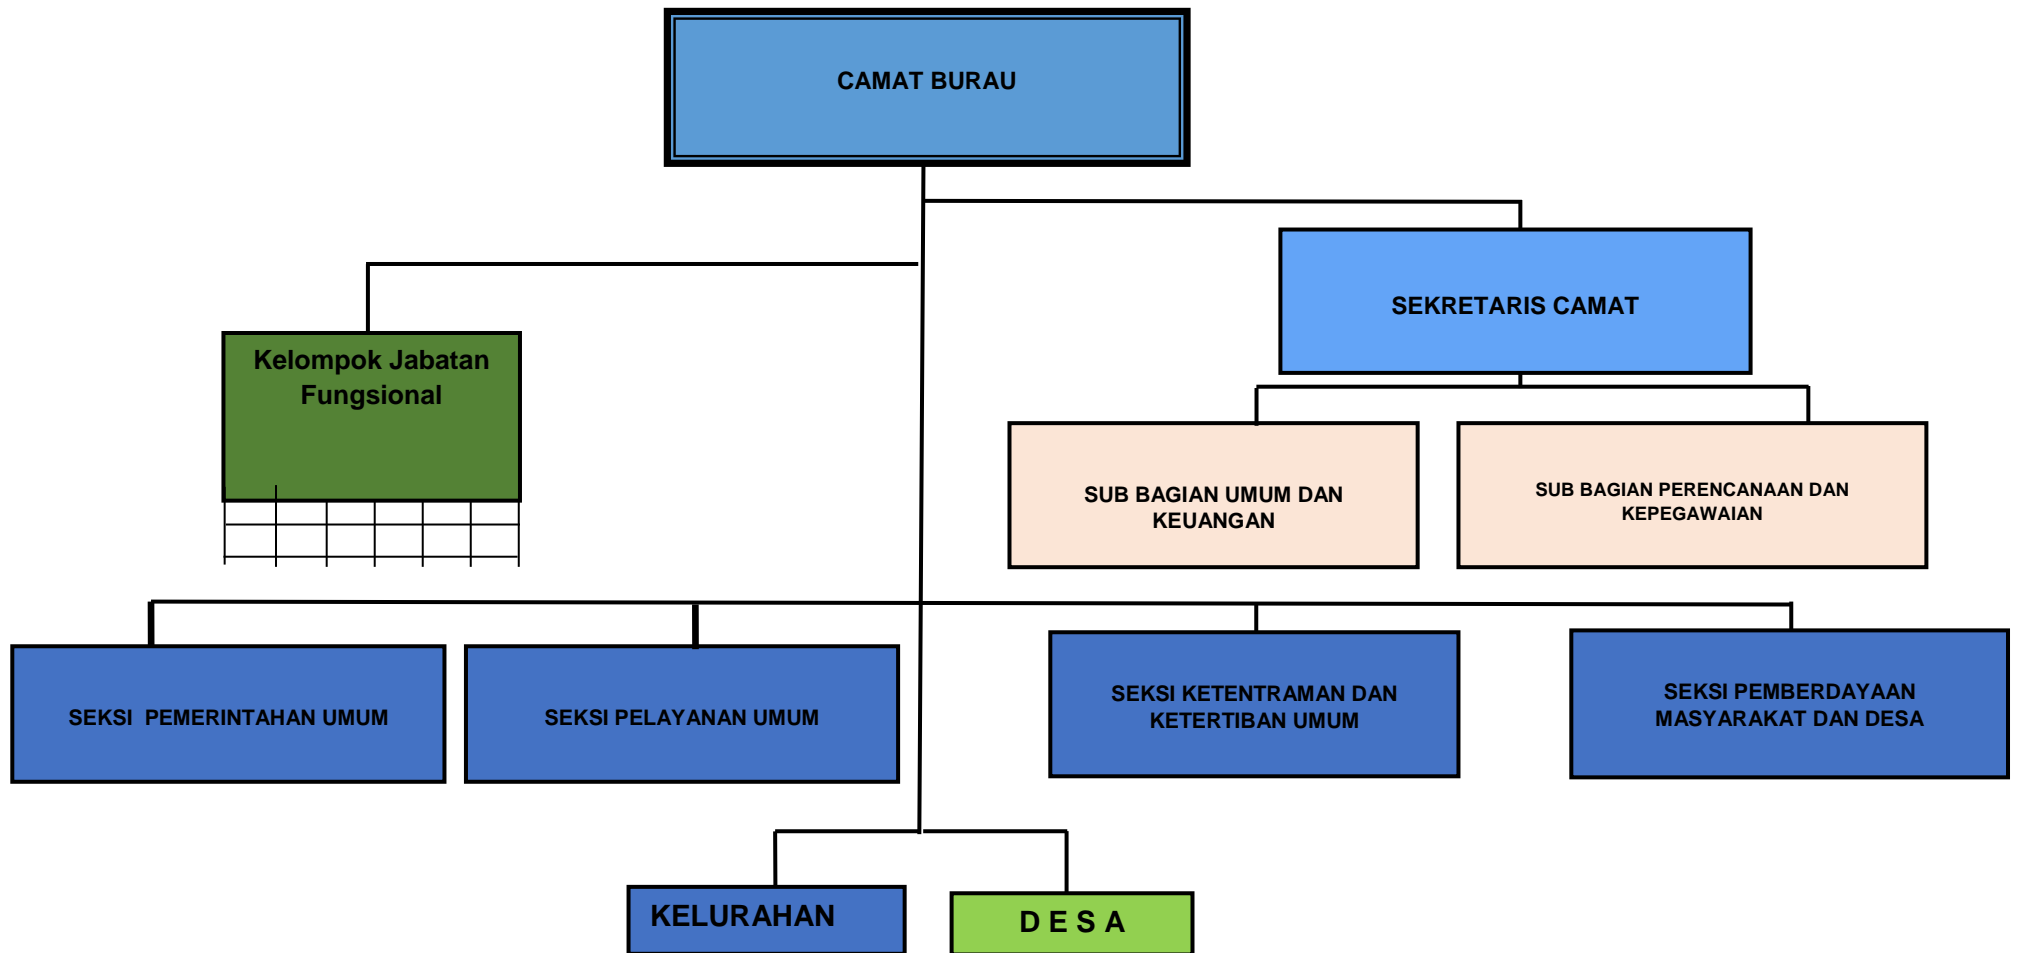 CAMAT BURAU
SEKRETARIS CAMAT
Kelompok Jabatan
Fungsional
SUB BAGIAN UMUM DAN
KEUANGAN
SUB BAGIAN PERENCANAAN DAN
KEPEGAWAIAN
SEKSI  PEMERINTAHAN UMUM
SEKSI PELAYANAN UMUM
SEKSI KETENTRAMAN DAN
KETERTIBAN UMUM
SEKSI PEMBERDAYAAN
MASYARAKAT DAN DESA
KELURAHAN
D E S A